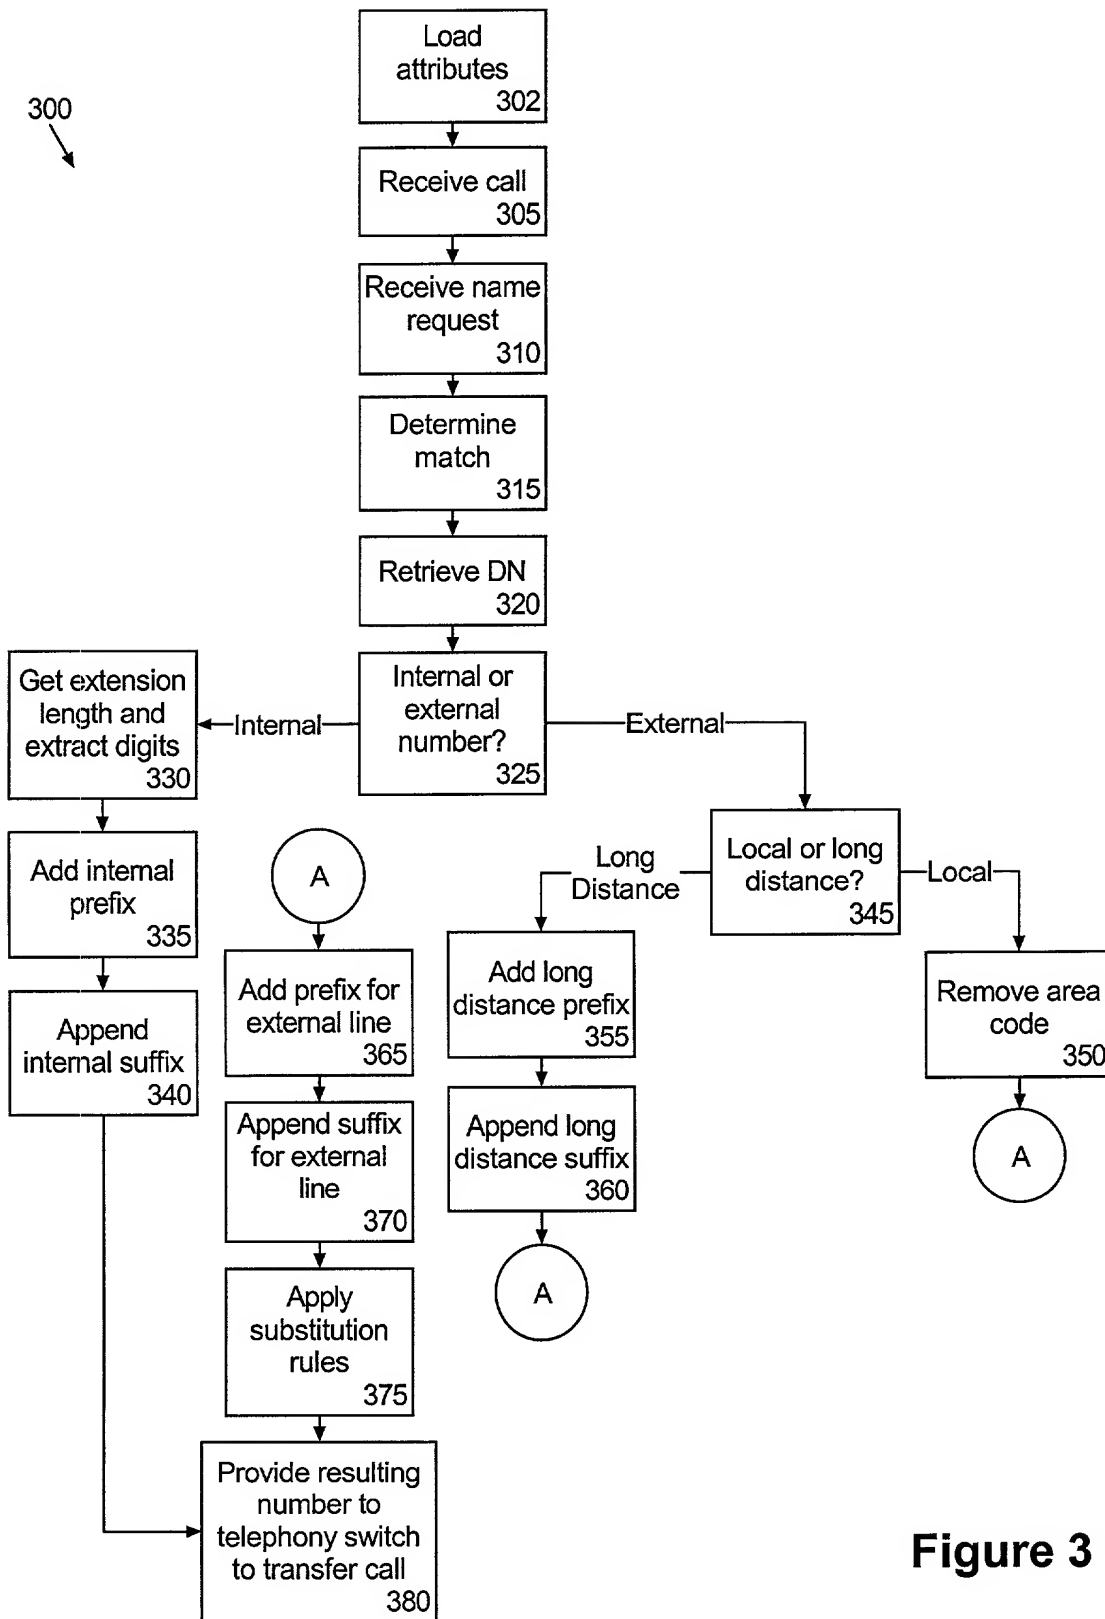 Load
attributes
302
300
Receive call
305
Receive name
request
310
Determine
match
315
Retrieve DN
320
Internal or
external
number?
325
Internal
External
Get extension
length and
extract digits
330
Add internal
prefix
335
Append
internal suffix
340
Local or long
distance?
345
Long
Distance
Local
Remove area
code
350
A
Add long
distance prefix
355
Append long
distance suffix
360
A
A
Add prefix for
external line
365
Append suffix
for external
line
370
Apply
substitution
rules
375
Provide resulting
number to
telephony switch
to transfer call
380
Figure 3